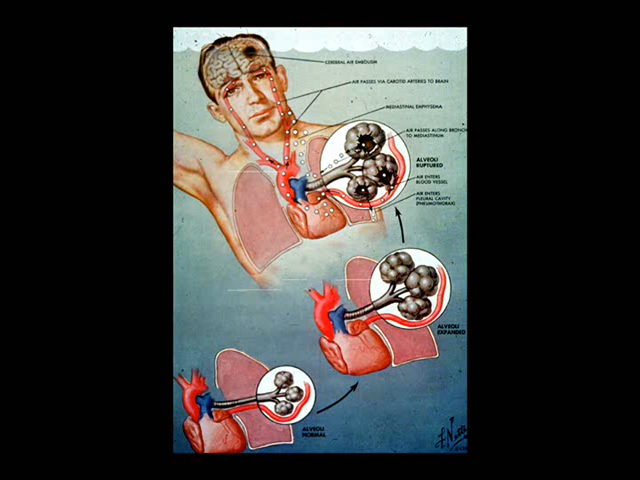 CEREBRAL AIR EMBOLISM
AIR PASSES VIA CAROTID ARTERIES TO BRAIN
MEDIASTINAL EMPHYSEMA
AIR PASSES ALONG BRONCHI
TO MEDIASTINUM
ALVEOLI
RUPTURED
AIR ENTERS
BLOOD VESSEL
AIR ENTERS
PLEURAL CAVITY
(PNEUMOTHORAX)
ALVEOLI
EXPANDED
ALVEOLI
NORMAL